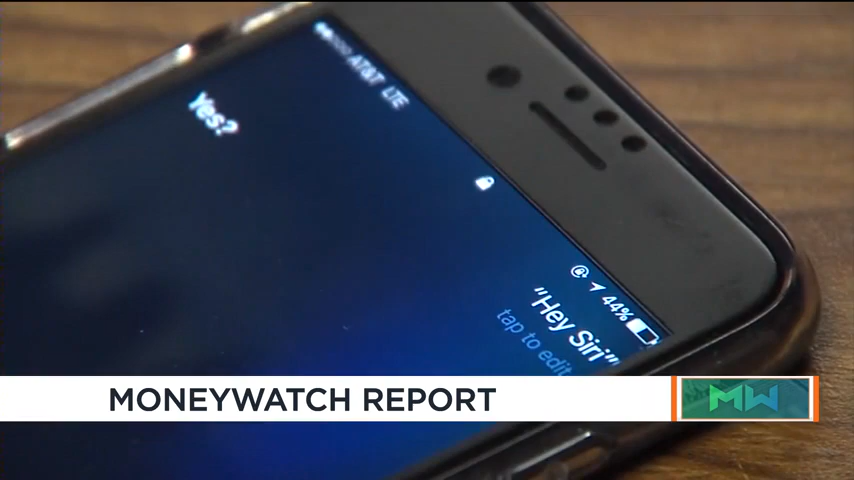 AT&T LTE
44%
"Hey Siri"
tap to edit
Yes?
MONEYWATCH REPORT
MW